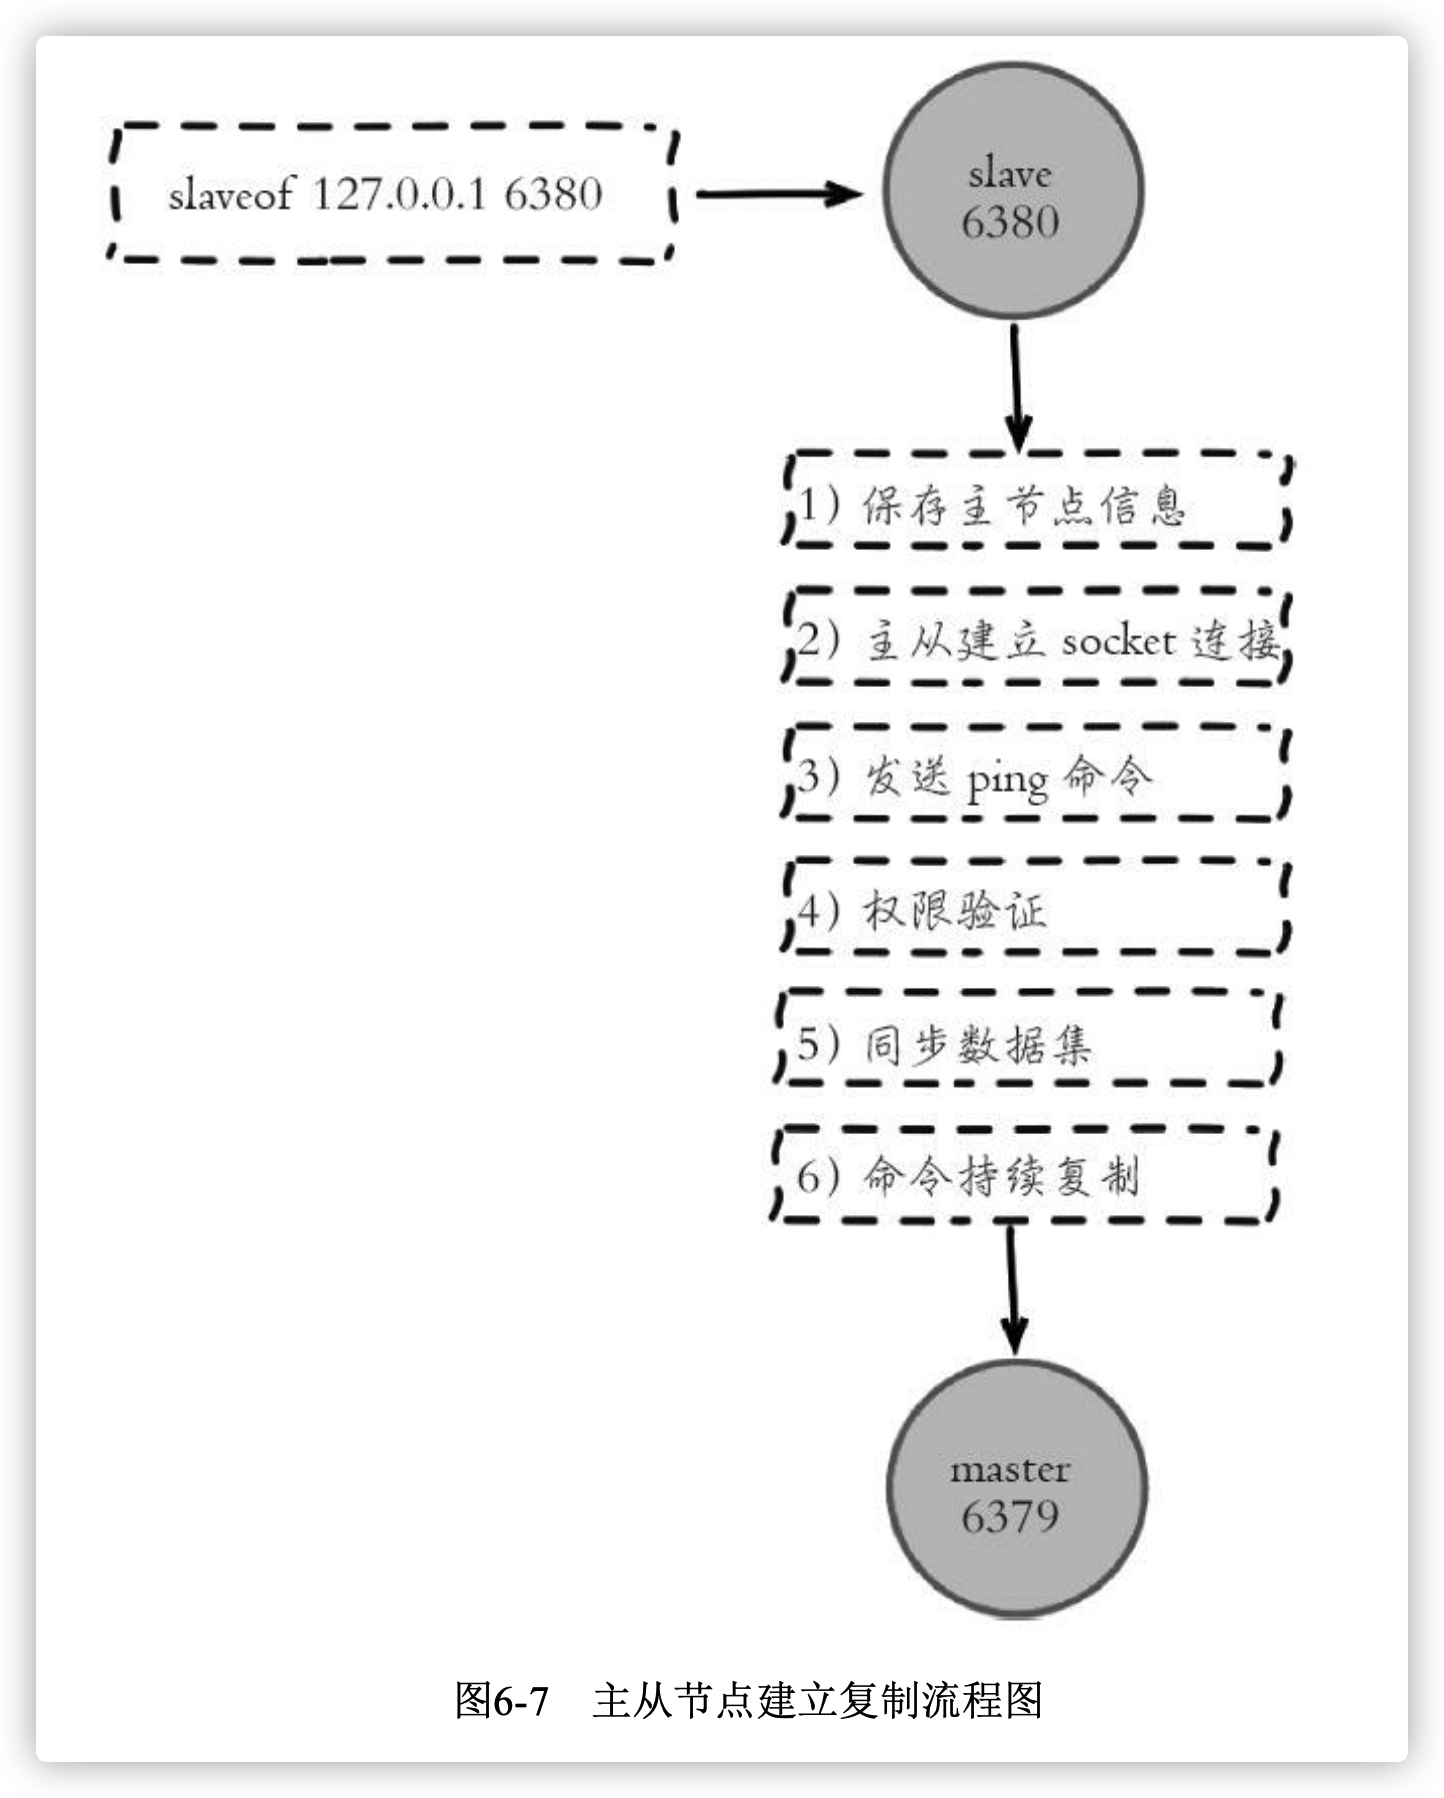 slaveof 127.0.0.1 6380
slave
6380
1) 保存主节点信息
2) 主从建立 socket 连接
3) 发送 ping 命令
4) 权限验证
5) 同步数据集
6) 命令持续复制
master
6379
图6-7 主从节点建立复制流程图